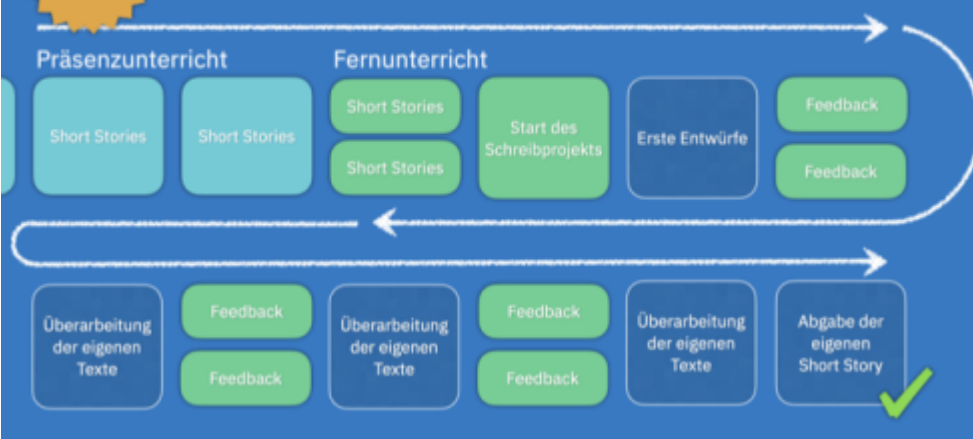 Präsenzunterricht
Fernunterricht
Short Stories
Short Stories
Short Stories
Short Stories
Start des
Schreibprojekts
Erste Entwürfe
Feedback
Feedback
Überarbeitung
der eigenen
Texte
Feedback
Feedback
Überarbeitung
der eigenen
Texte
Feedback
Feedback
Überarbeitung
der eigenen
Texte
Abgabe der
eigenen
Short Story